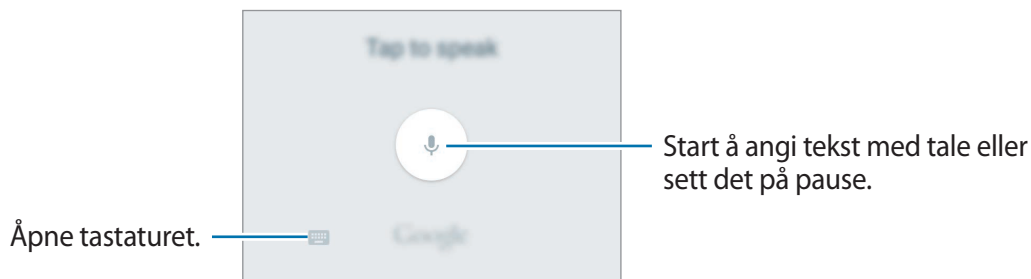 Tap to speak
Start å angi tekst med tale eller
sett det på pause.
Åpne tastaturet.
Google